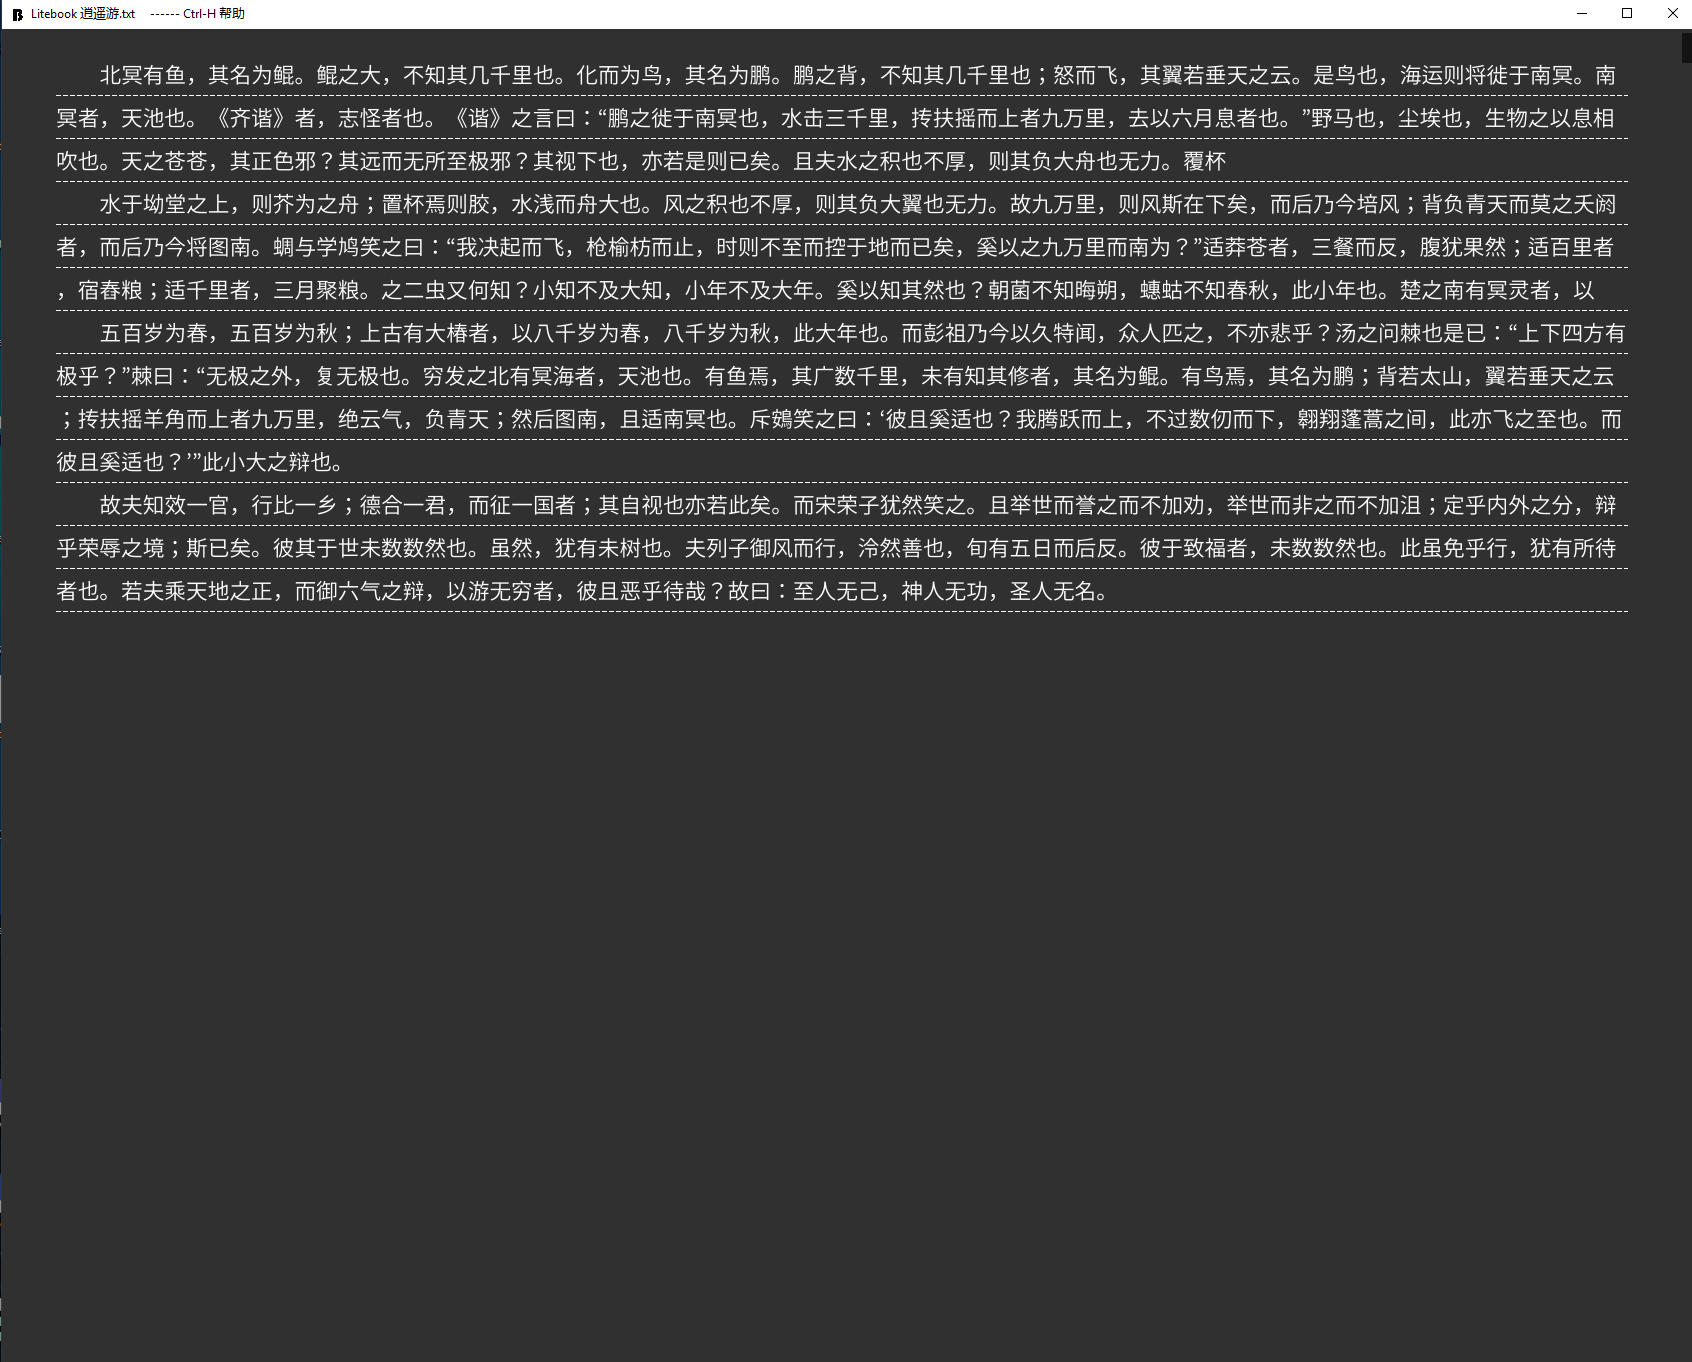 Litebook 逍遥游.txt ------ Ctrl-H 帮助
北冥有鱼，其名为鲲。鲲之大，不知其几千里也。化而为鸟，其名为鹏。鹏之背，不知其几千里也；怒而飞，其翼若垂天之云。是鸟也，海运则将徙于南冥。南
冥者，天池也。《齐谐》者，志怪者也。《谐》之言曰：“鹏之徙于南冥也，水击三千里，抟扶摇而上者九万里，去以六月息者也。”野马也，尘埃也，生物之以息相
吹也。天之苍苍，其正色邪？其远而无所至极邪？其视下也，亦若是则已矣。且夫水之积也不厚，则其负大舟也无力。覆杯
水于坳堂之上，则芥为之舟；置杯焉则胶，水浅而舟大也。风之积也不厚，则其负大翼也无力。故九万里，则风斯在下矣，而后乃今培风；背负青天而莫之夭阏
者，而后乃今将图南。蜩与学鸠笑之曰：“我决起而飞，枪榆枋而止，时则不至而控于地而已矣，奚以之九万里而南为？”适莽苍者，三餐而反，腹犹果然；适百里者
，宿舂粮；适千里者，三月聚粮。之二虫又何知？小知不及大知，小年不及大年。奚以知其然也？朝菌不知晦朔，蟪蛄不知春秋，此小年也。楚之南有冥灵者，以
五百岁为春，五百岁为秋；上古有大椿者，以八千岁为春，八千岁为秋，此大年也。而彭祖乃今以久特闻，众人匹之，不亦悲乎？汤之问棘也是已：“上下四方有
极乎？”棘曰：“无极之外，复无极也。穷发之北有冥海者，天池也。有鱼焉，其广数千里，未有知其修者，其名为鲲。有鸟焉，其名为鹏；背若太山，翼若垂天之云
；抟扶摇羊角而上者九万里，绝云气，负青天；然后图南，且适南冥也。斥鴳笑之曰：‘彼且奚适也？我腾跃而上，不过数仞而下，翱翔蓬蒿之间，此亦飞之至也。而
彼且奚适也？’”此小大之辩也。
故夫知效一官，行比一乡；德合一君，而征一国者；其自视也亦若此矣。而宋荣子犹然笑之。且举世而誉之而不加劝，举世而非之而不加沮；定乎内外之分，辩
乎荣辱之境；斯已矣。彼其于世未数数然也。虽然，犹有未树也。夫列子御风而行，泠然善也，旬有五日而后反。彼于致福者，未数数然也。此虽免乎行，犹有所待
者也。若夫乘天地之正，而御六气之辩，以游无穷者，彼且恶乎待哉？故曰：至人无己，神人无功，圣人无名。